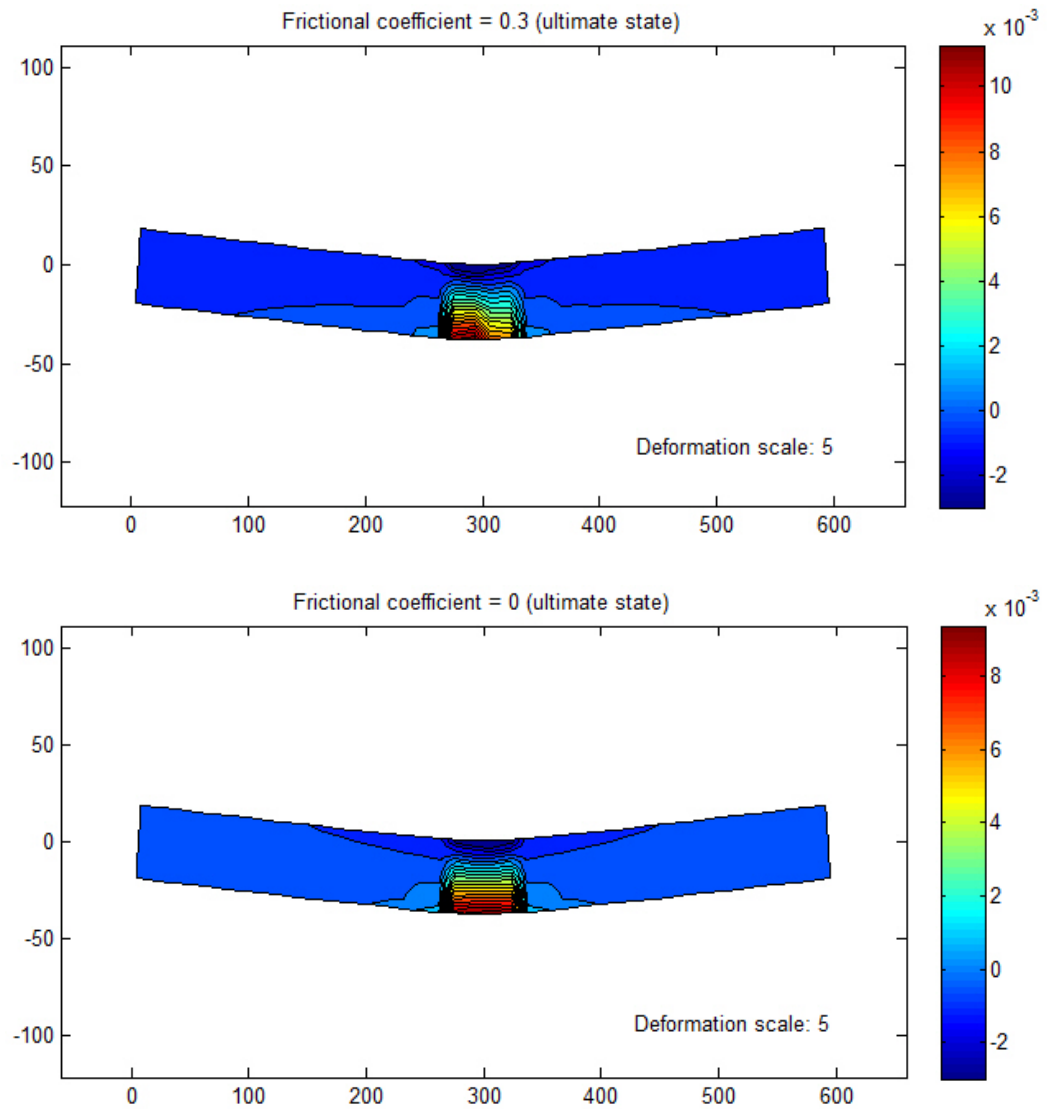 Frictional coefficient = 0.3 (ultimate state)
x 10-3
100
50
0
-50
-100
10
8
6
4
2
0
-2
Deformation scale: 5
0 100 200 300 400 500 600
Frictional coefficient = 0 (ultimate state)
x 10-3
100
50
0
-50
-100
8
6
4
2
0
-2
Deformation scale: 5
0 100 200 300 400 500 600